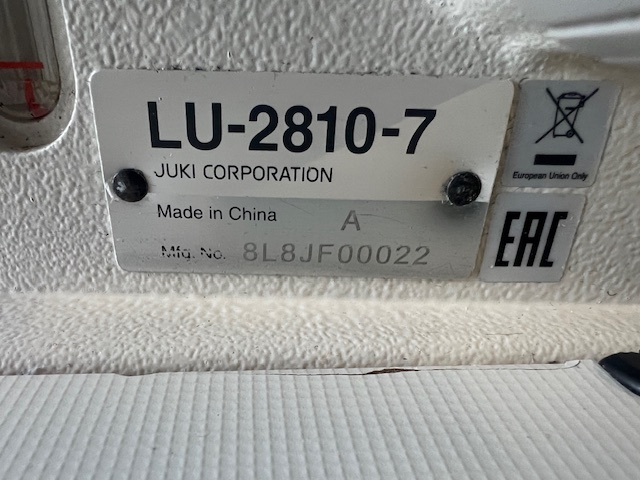 LU-2810-7
JUKI CORPORATION
Made in China A
Mfg. No. 8L8JF00022
European Union Only
EAC